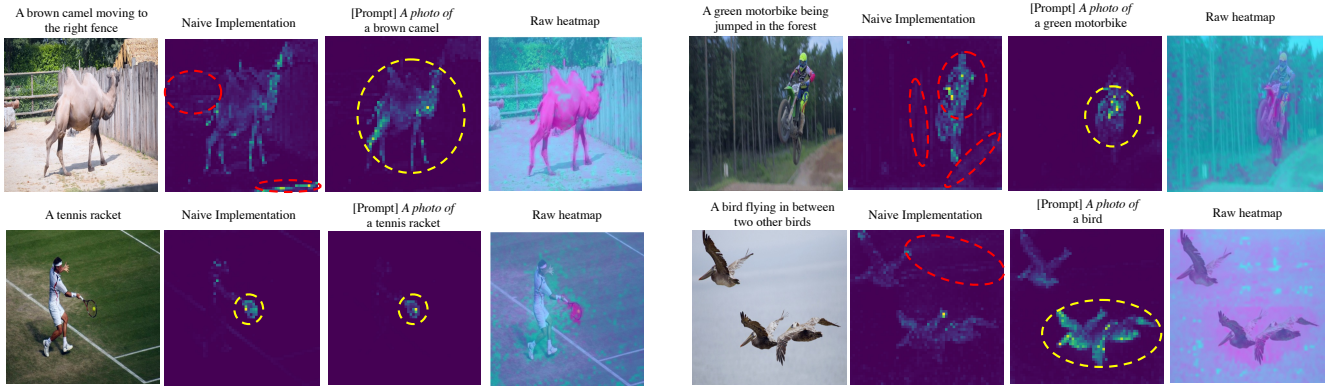 A brown camel moving to
the right fence
Naive Implementation
[Prompt] A photo of
a brown camel
Raw heatmap
A green motorbike being
jumped in the forest
Naive Implementation
[Prompt] A photo of
a green motorbike
Raw heatmap
A tennis racket
Naive Implementation
[Prompt] A photo of
a tennis racket
Raw heatmap
A bird flying in between
two other birds
Naive Implementation
[Prompt] A photo of
a bird
Raw heatmap